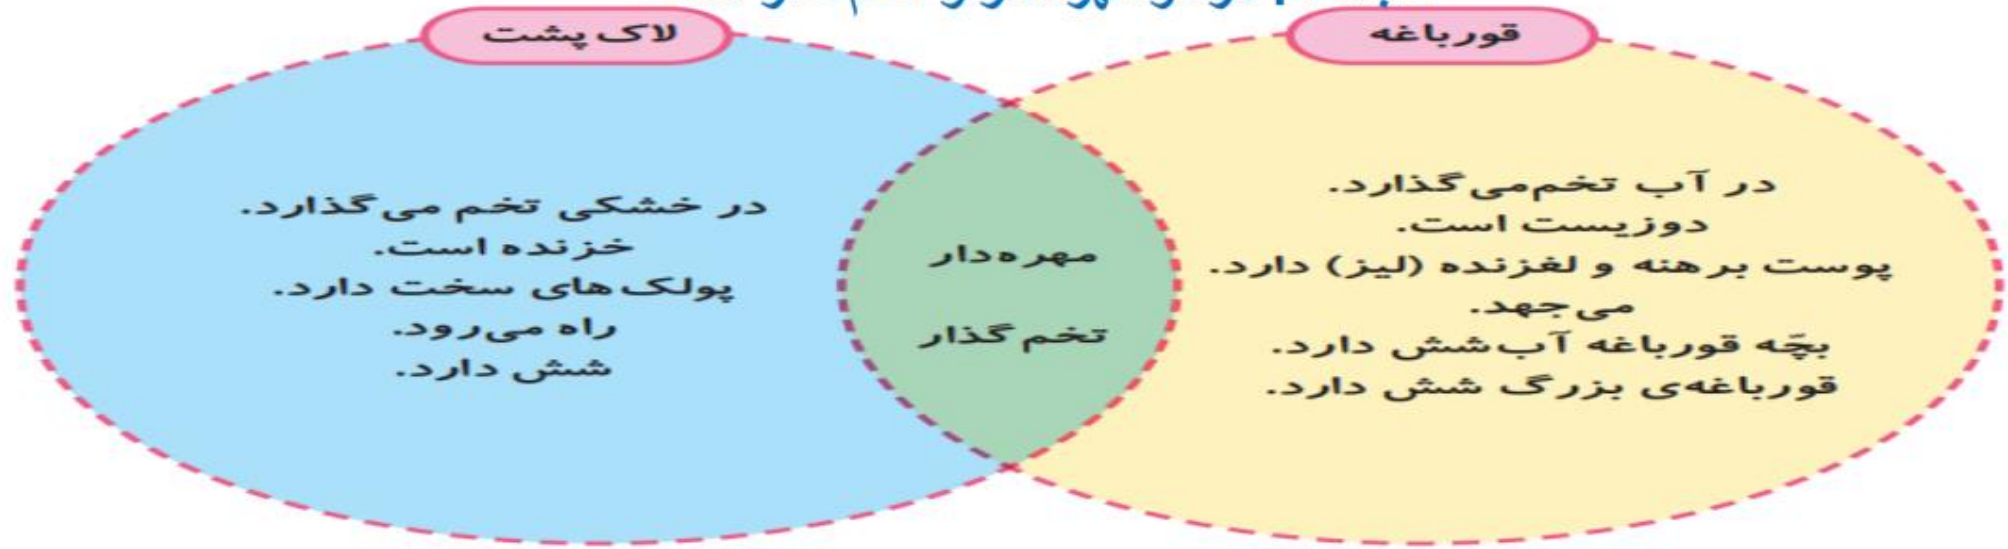 قورباغه
در آب تخم‌می‌گذارد.
دوزیست است.
پوست برهنه و لغزنده (لیز) دارد.
می‌جهد.
بچّه قورباغه آب‌شش دارد.
قورباغه‌ی بزرگ شش دارد.
مهره‌دار
تخم‌گذار
لاک‌پشت
در خشکی تخم می‌گذارد.
خزنده است.
پولک‌های سخت دارد.
راه می‌رود.
شش دارد.